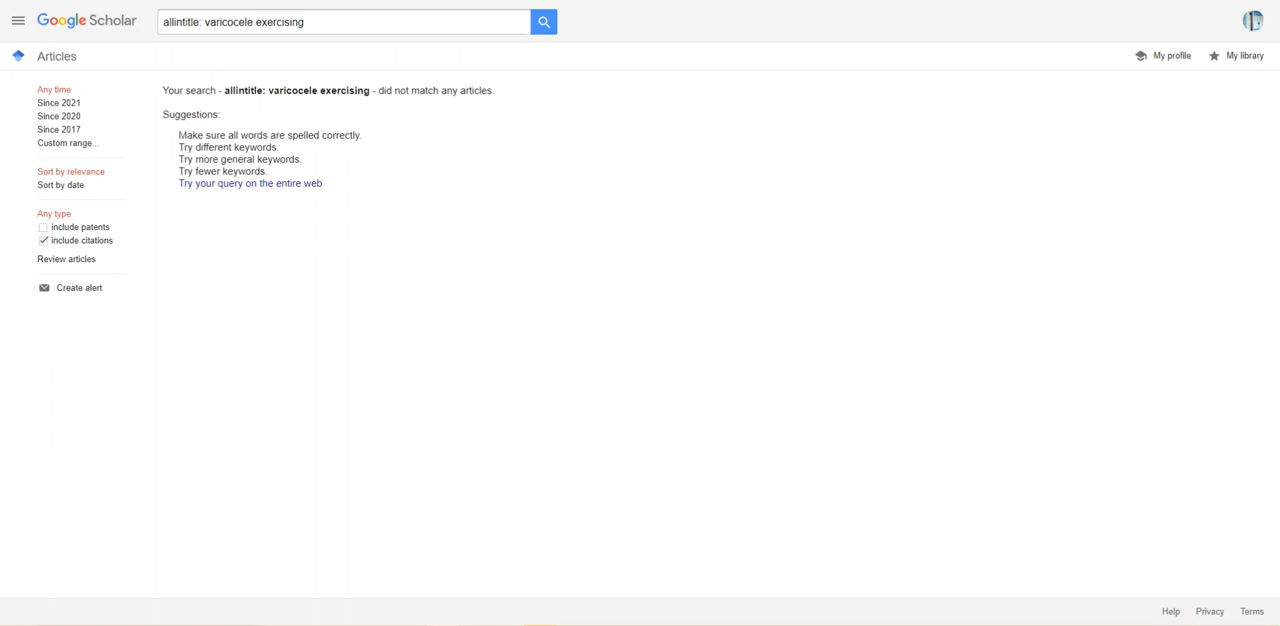 Google Scholar
allintitle: varicocele exercising
Articles
My profile
My library
Any time
Since 2021
Since 2020
Since 2017
Custom range...
Sort by relevance
Sort by date
Any type
include patents
include citations
Review articles
Create alert
Your search - allintitle: varicocele exercising - did not match any articles.
Suggestions:
Make sure all words are spelled correctly.
Try different keywords.
Try more general keywords.
Try fewer keywords.
Try your query on the entire web
Help Privacy Terms